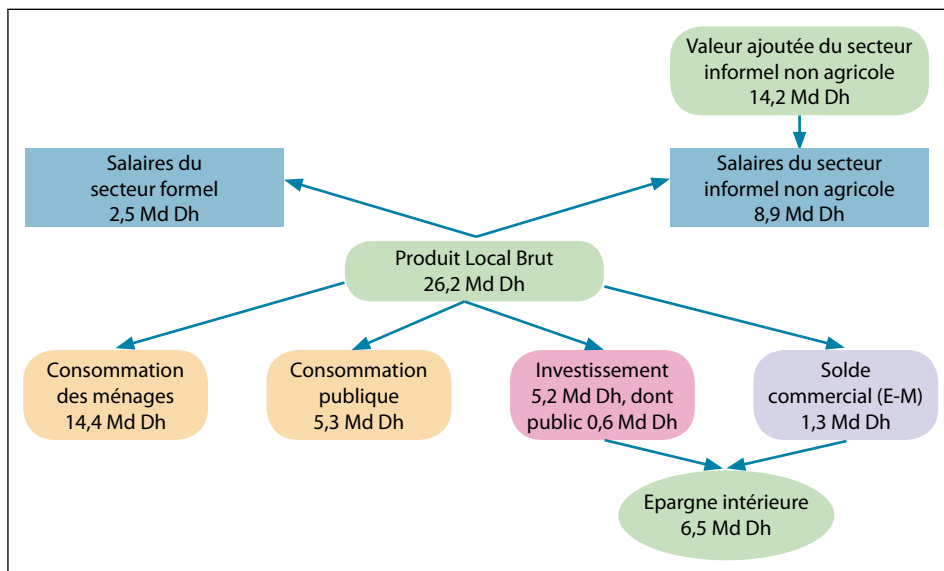 Valeur ajoutée du secteur
informel non agricole
14,2 Md Dh
Salaires du
secteur formel
2,5 Md Dh
Salaires du secteur
informel non agricole
8,9 Md Dh
Produit Local Brut
26,2 Md Dh
Consommation
des ménages
14,4 Md Dh
Consommation
publique
5,3 Md Dh
Investissement
5,2 Md Dh, dont
public 0,6 Md Dh
Solde
commercial (E-M)
1,3 Md Dh
Epargne intérieure
6,5 Md Dh